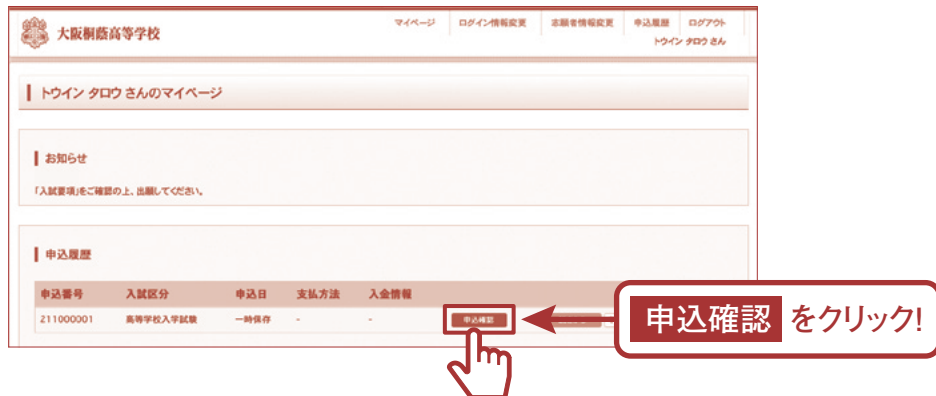 大阪桐蔭高等学校
マイページ ログイン情報変更 志願者情報変更 申込履歴 ログアウト
トウイン タロウ さん
トウイン タロウ さんのマイページ
お知らせ
「入試要項」をご確認の上、出願してください。
申込履歴
申込番号 入試区分 申込日 支払方法 入金情報
211000001 高等学校入学試験 一時保存 - - 申込確認
申込確認 をクリック!